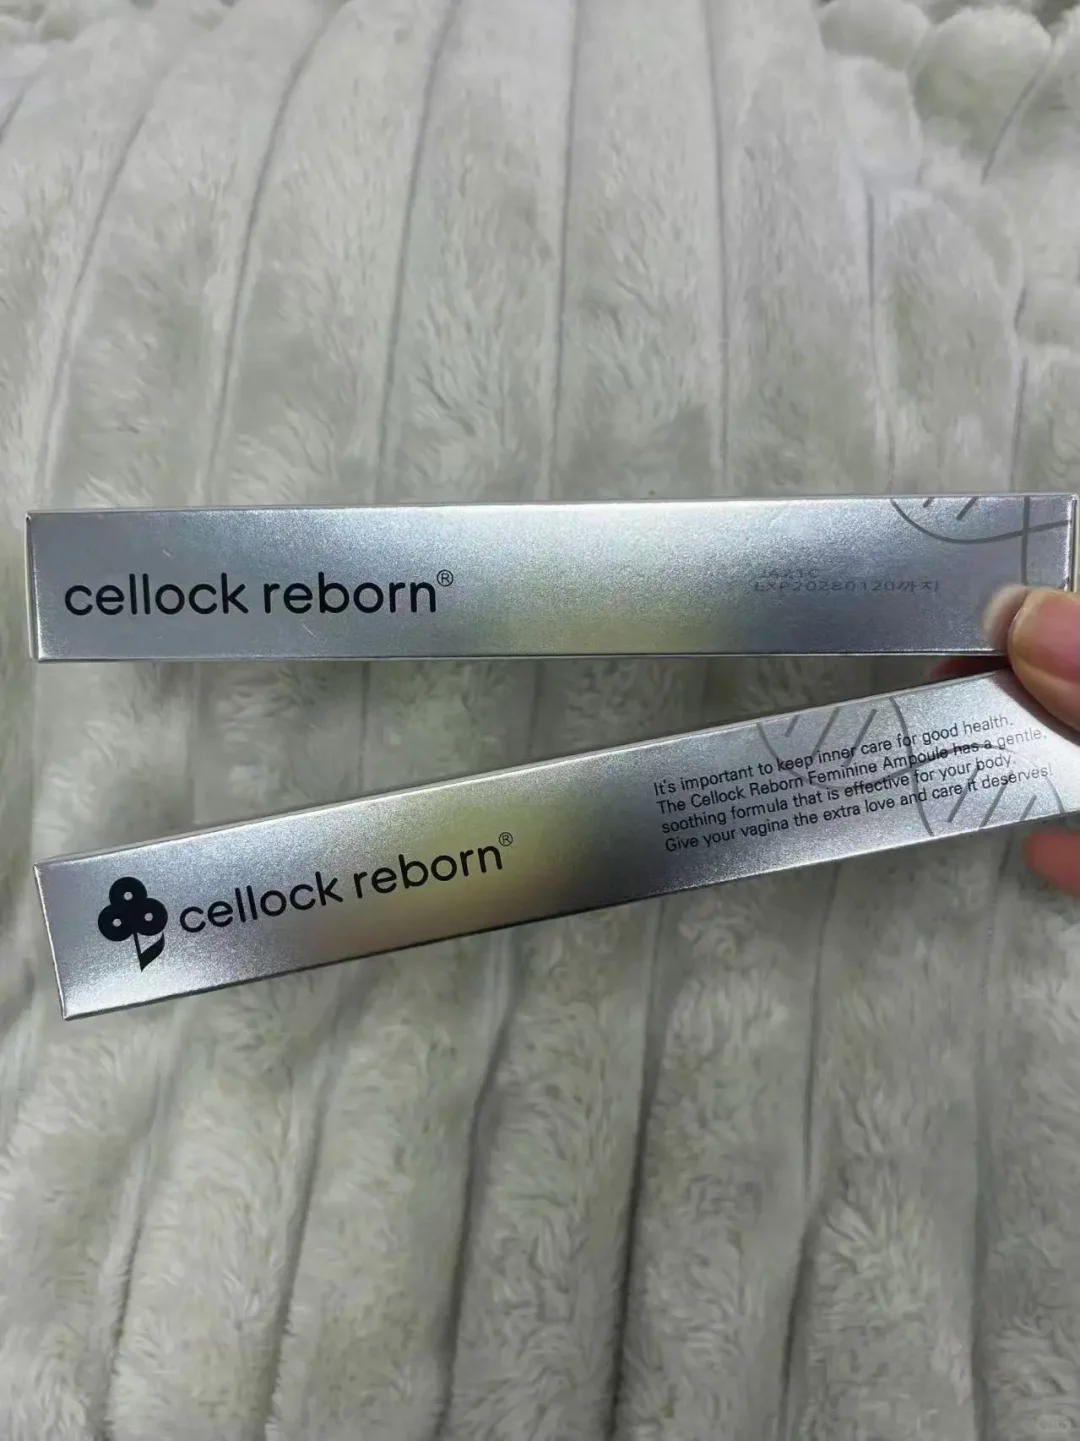 cellock reborn®
EXP20280120까지
cellock reborn®
It's important to keep inner care for good health.
The Cellock Reborn Feminine Ampoule has a gentle,
soothing formula that is effective for your body.
Give your vagina the extra love and care it deserves!